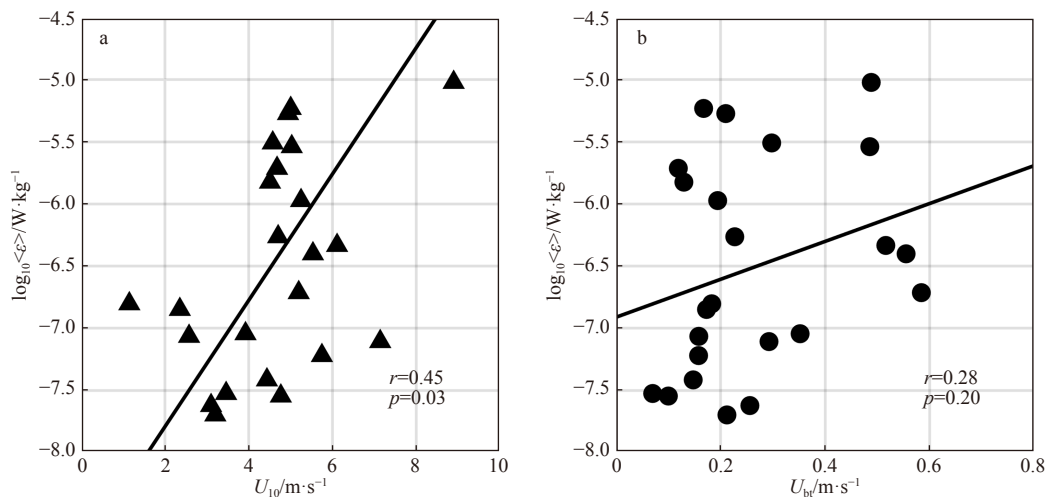 −4.5
−5.0
−5.5
−6.0
−6.5
−7.0
−7.5
−8.0
log₁₀<ε>/W·kg⁻¹
a
r=0.45
p=0.03
0 2 4 6 8 10
U₁₀/m·s⁻¹
−4.5
−5.0
−5.5
−6.0
−6.5
−7.0
−7.5
−8.0
log₁₀<ε>/W·kg⁻¹
b
r=0.28
p=0.20
0 0.2 0.4 0.6 0.8
U_bt/m·s⁻¹